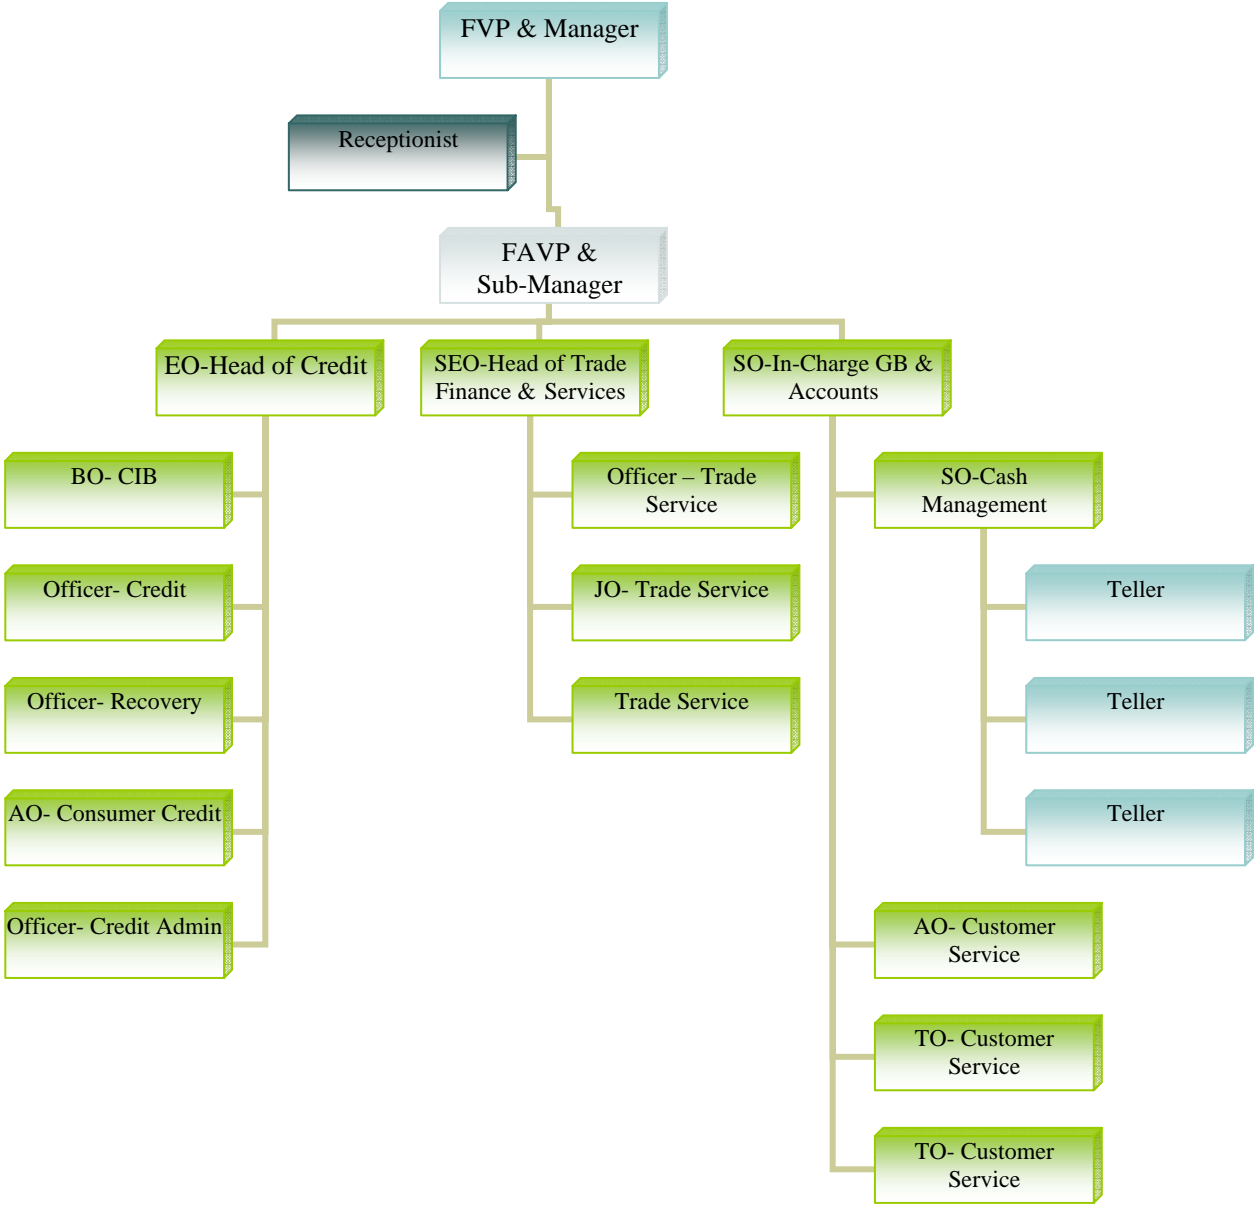 FVP & Manager
Receptionist
FAVP &
Sub-Manager
EO-Head of Credit
SEO-Head of Trade
Finance & Services
SO-In-Charge GB &
Accounts
BO- CIB
Officer- Credit
Officer- Recovery
AO- Consumer Credit
Officer- Credit Admin
Officer – Trade
Service
JO- Trade Service
Trade Service
SO-Cash
Management
Teller
Teller
Teller
AO- Customer
Service
TO- Customer
Service
TO- Customer
Service